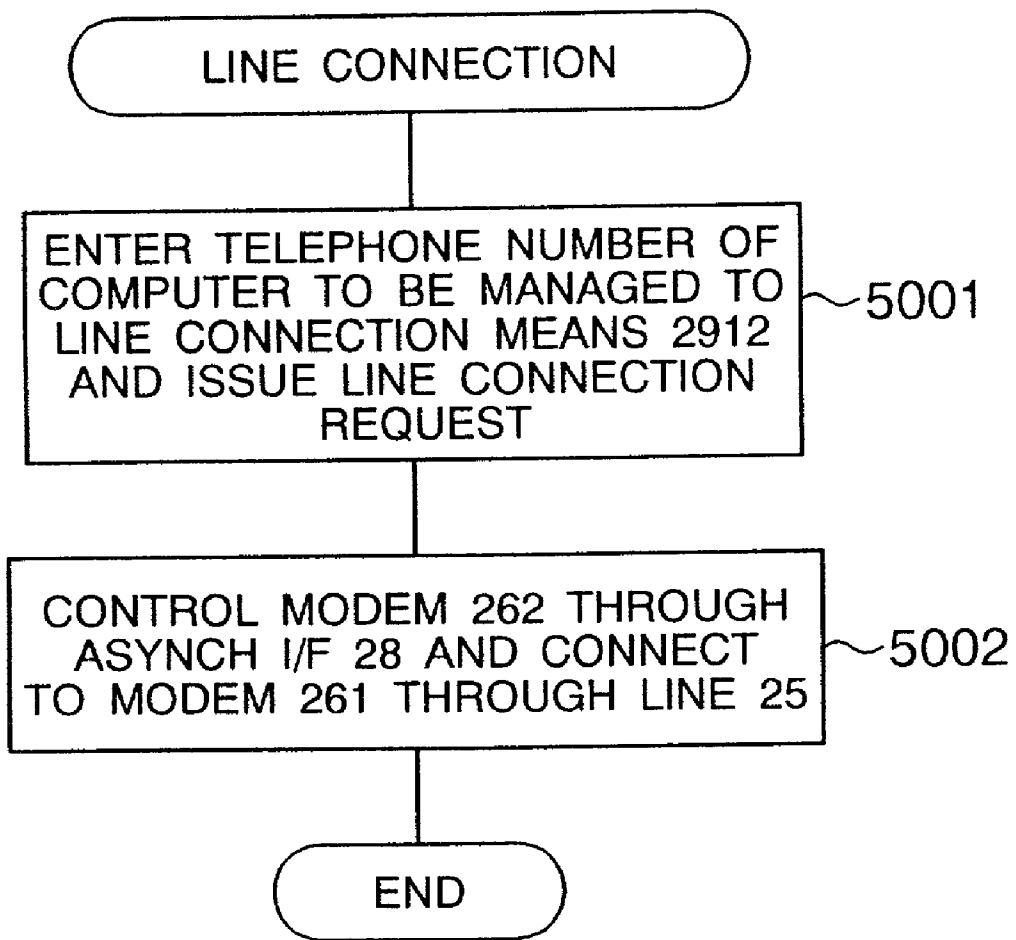 LINE CONNECTION
ENTER TELEPHONE NUMBER OF
COMPUTER TO BE MANAGED TO
LINE CONNECTION MEANS 2912
AND ISSUE LINE CONNECTION
REQUEST
5001
CONTROL MODEM 262 THROUGH
ASYNCH I/F 28 AND CONNECT
TO MODEM 261 THROUGH LINE 25
5002
END